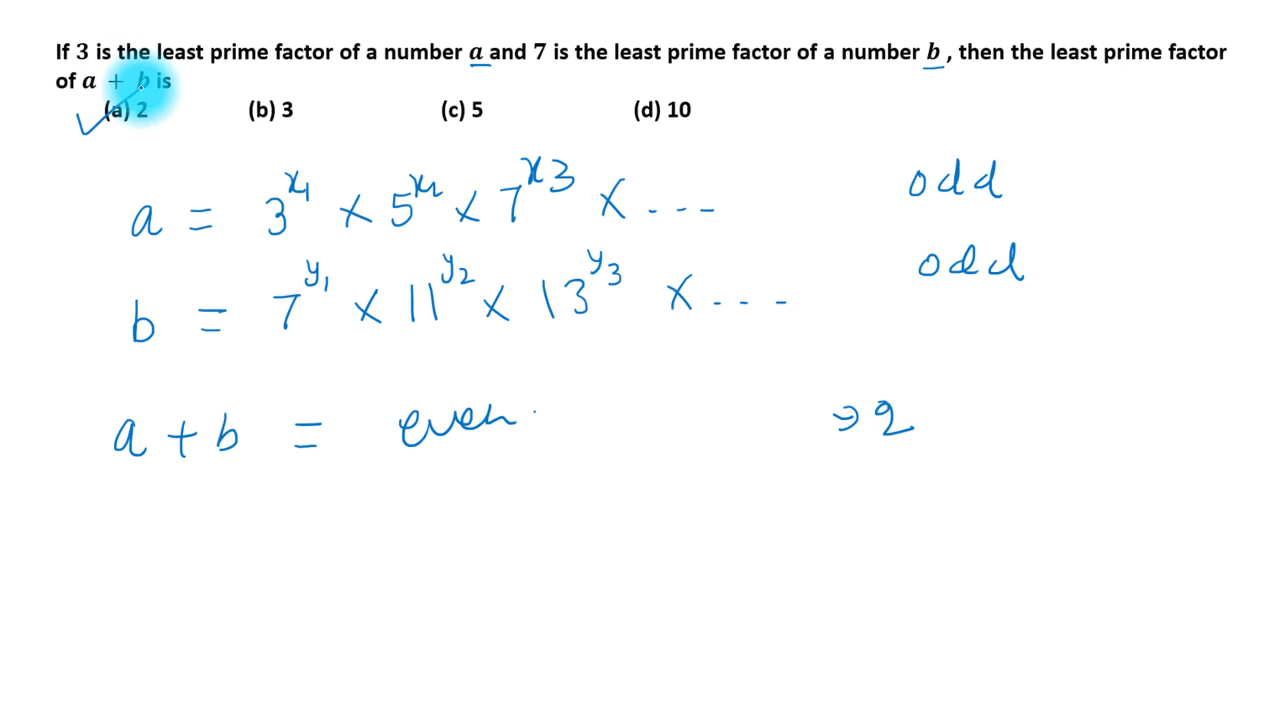 If 3 is the least prime factor of a number a and 7 is the least prime factor of a number b , then the least prime factor
of a + b is
(a) 2 (b) 3 (c) 5 (d) 10
a = 3^x₁ × 5^x₂ × 7^x3 × --- odd
b = 7^y₁ × 11^y₂ × 13^y₃ × --- odd
a + b = even ⇒ 2